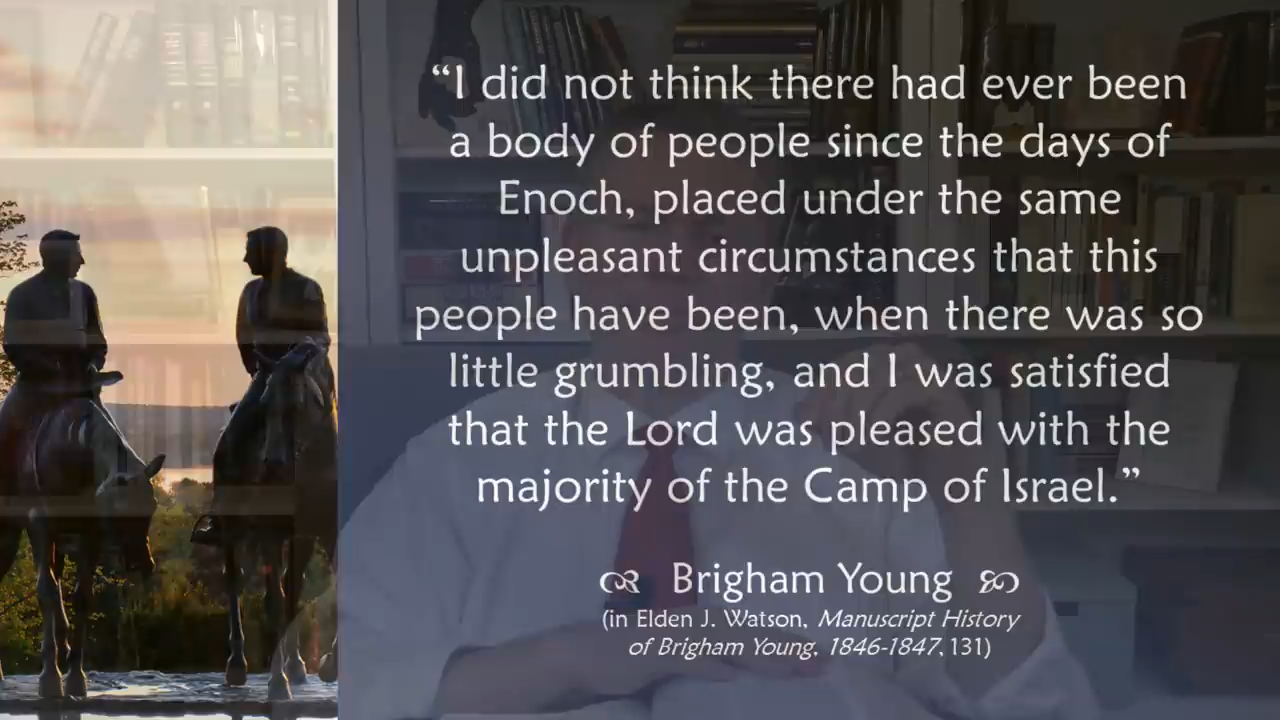 “I did not think there had ever been
a body of people since the days of
Enoch, placed under the same
unpleasant circumstances that this
people have been, when there was so
little grumbling, and I was satisfied
that the Lord was pleased with the
majority of the Camp of Israel.”
Brigham Young
(in Elden J. Watson, Manuscript History
of Brigham Young, 1846-1847, 131)